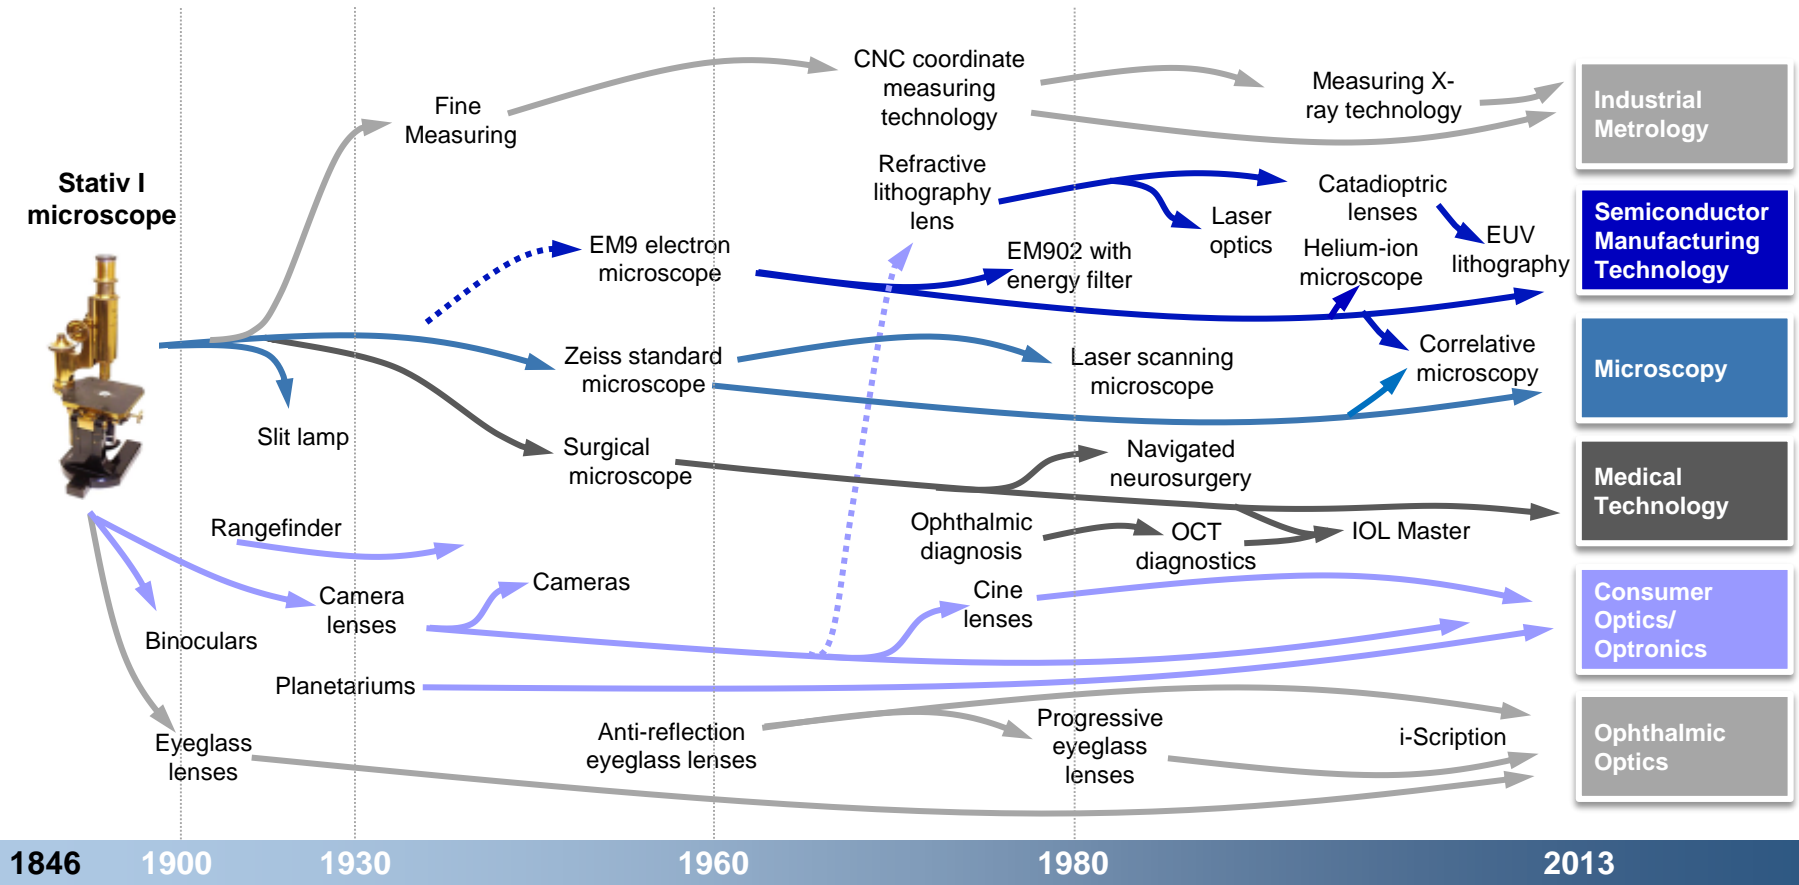 Stativ I
microscope
Fine
Measuring
CNC coordinate
measuring
technology
Measuring X-
ray technology
Industrial
Metrology
Refractive
lithography
lens
Laser
optics
Catadioptric
lenses
EUV
lithography
EM9 electron
microscope
EM902 with
energy filter
Helium-ion
microscope
Semiconductor
Manufacturing
Technology
Slit lamp
Zeiss standard
microscope
Laser scanning
microscope
Correlative
microscopy
Microscopy
Surgical
microscope
Navigated
neurosurgery
Ophthalmic
diagnosis
OCT
diagnostics
IOL Master
Medical
Technology
Rangefinder
Binoculars
Camera
lenses
Cameras
Cine
lenses
Planetariums
Consumer
Optics/
Optronics
Eyeglass
lenses
Anti-reflection
eyeglass lenses
Progressive
eyeglass
lenses
i-Scription
Ophthalmic
Optics
1846
1900
1930
1960
1980
2013